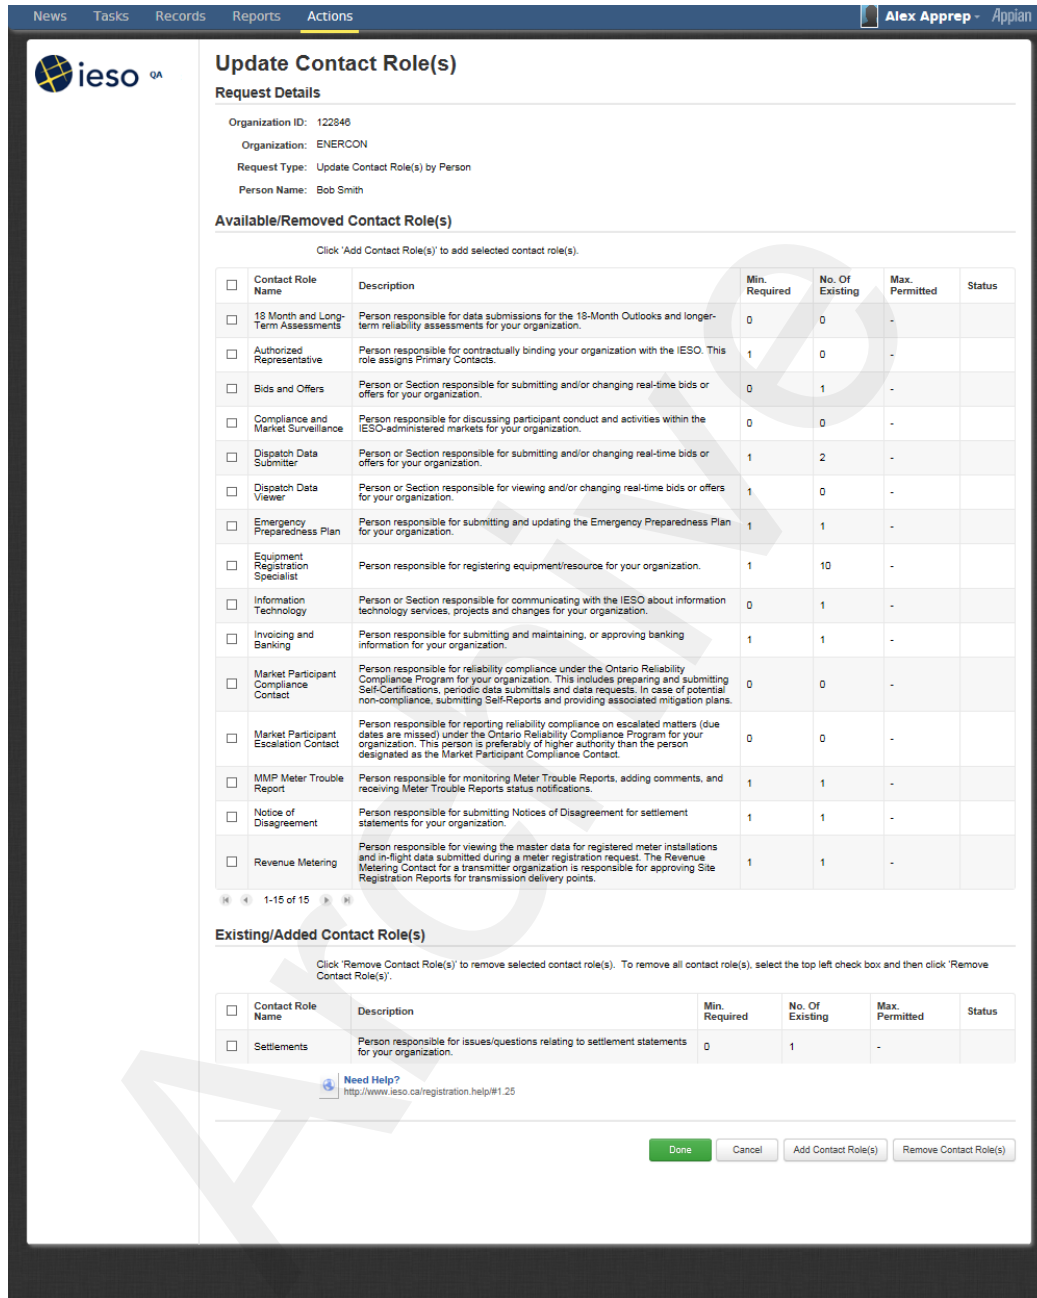 News Tasks Records Reports Actions Alex Apprep Appian
ieso QA
Update Contact Role(s)
Request Details
Organization ID: 122846
Organization: ENERCON
Request Type: Update Contact Role(s) by Person
Person Name: Bob Smith
Available/Removed Contact Role(s)
Click 'Add Contact Role(s)' to add selected contact role(s).
Contact Role Name Description Min. Required No. Of Existing Max. Permitted Status
18 Month and Long-Term Assessments Person responsible for data submissions for the 18-Month Outlooks and longer-term reliability assessments for your organization. 0 0 -
Authorized Representative Person responsible for contractually binding your organization with the IESO. This role assigns Primary Contacts. 1 0 -
Bids and Offers Person or Section responsible for submitting and/or changing real-time bids or offers for your organization. 0 1 -
Compliance and Market Surveillance Person responsible for discussing participant conduct and activities within the IESO-administered markets for your organization. 0 0 -
Dispatch Data Submitter Person or Section responsible for submitting and/or changing real-time bids or offers for your organization. 1 2 -
Dispatch Data Viewer Person or Section responsible for viewing and/or changing real-time bids or offers for your organization. 1 0 -
Emergency Preparedness Plan Person responsible for submitting and updating the Emergency Preparedness Plan for your organization. 1 1 -
Equipment Registration Specialist Person responsible for registering equipment/resource for your organization. 1 10 -
Information Technology Person or Section responsible for communicating with the IESO about information technology services, projects and changes for your organization. 0 1 -
Invoicing and Banking Person responsible for submitting and maintaining, or approving banking information for your organization. 1 1 -
Market Participant Compliance Contact Person responsible for reliability compliance under the Ontario Reliability Compliance Program for your organization. This includes preparing and submitting Self-Certifications, periodic data submittals and data requests. In case of potential non-compliance, submitting Self-Reports and providing associated mitigation plans. 0 0 -
Market Participant Escalation Contact Person responsible for reporting reliability compliance on escalated matters (due dates are missed) under the Ontario Reliability Compliance Program for your organization. This person is preferably of higher authority than the person designated as the Market Participant Compliance Contact. 0 0 -
MMP Meter Trouble Report Person responsible for monitoring Meter Trouble Reports, adding comments, and receiving Meter Trouble Reports status notifications. 1 1 -
Notice of Disagreement Person responsible for submitting Notices of Disagreement for settlement statements for your organization. 1 1 -
Revenue Metering Person responsible for viewing the master data for registered meter installations and in-flight data submitted during a meter registration request. The Revenue Metering Contact for a transmitter organization is responsible for approving Site Registration Reports for transmission delivery points. 1 1 -
1-15 of 15
Existing/Added Contact Role(s)
Click 'Remove Contact Role(s)' to remove selected contact role(s). To remove all contact role(s), select the top left check box and then click 'Remove Contact Role(s)'.
Contact Role Name Description Min. Required No. Of Existing Max. Permitted Status
Settlements Person responsible for issues/questions relating to settlement statements for your organization. 0 1 -
Need Help?
http://www.ieso.ca/registration.help/#1.25
Done Cancel Add Contact Role(s) Remove Contact Role(s)
Archive